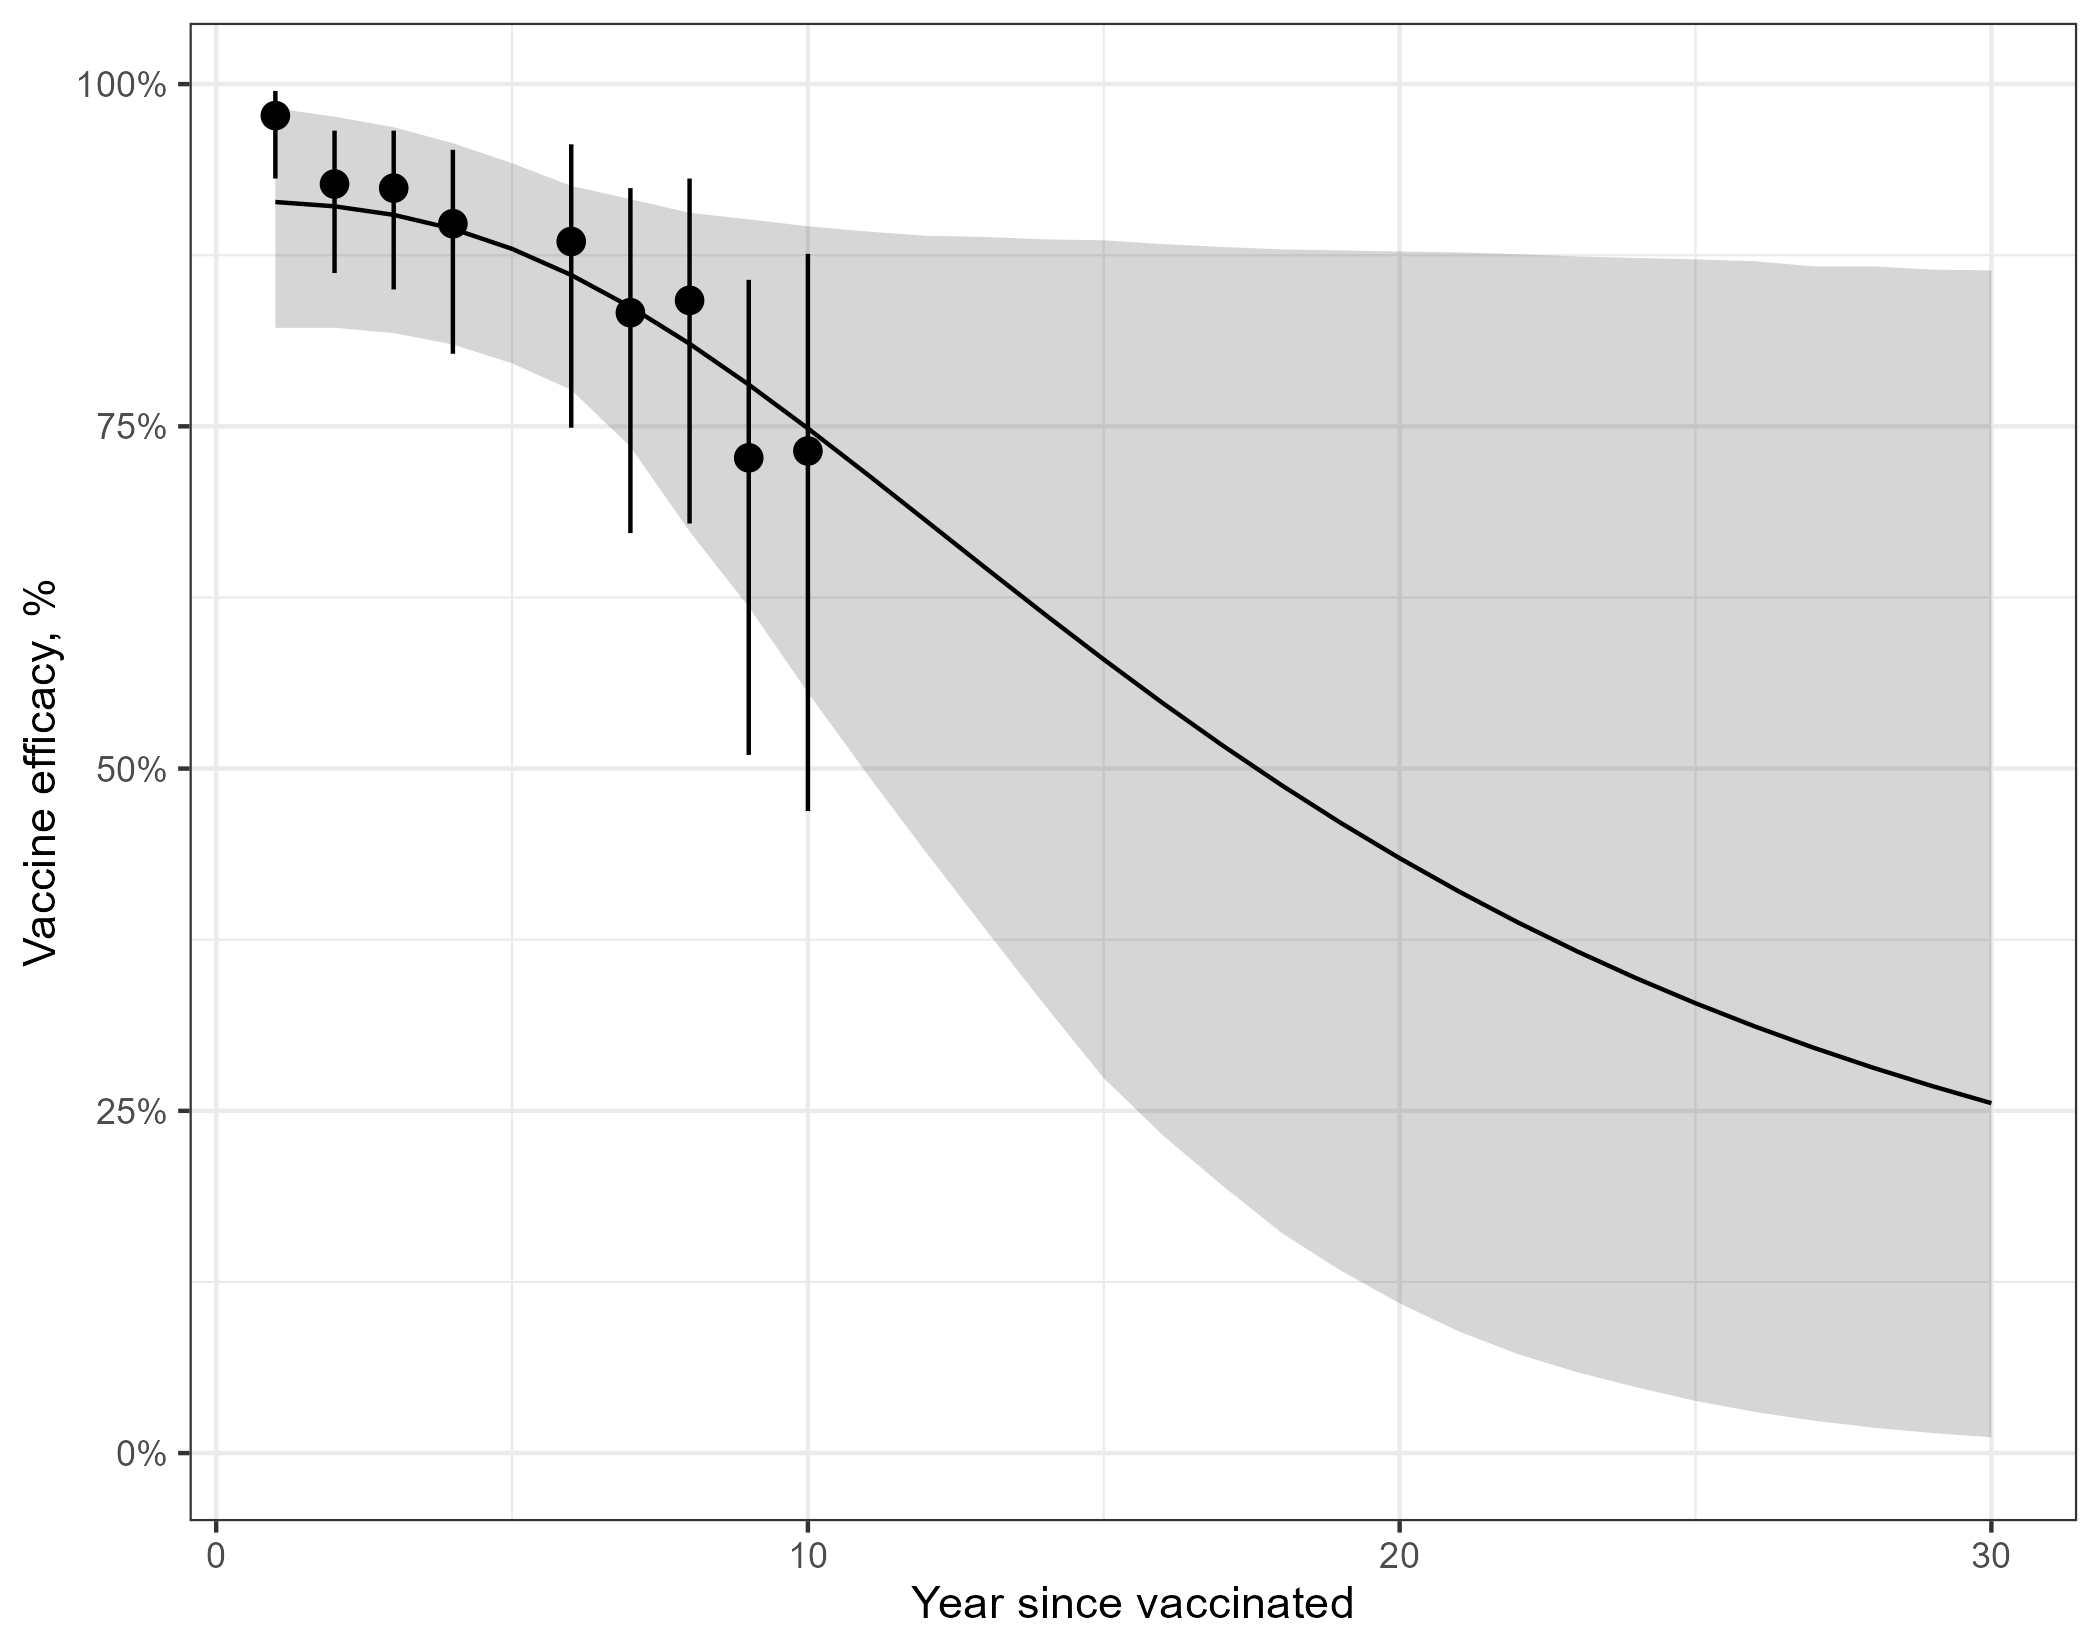 Vaccine efficacy, %
100%
75%
50%
25%
0%
0 10 20 30
Year since vaccinated